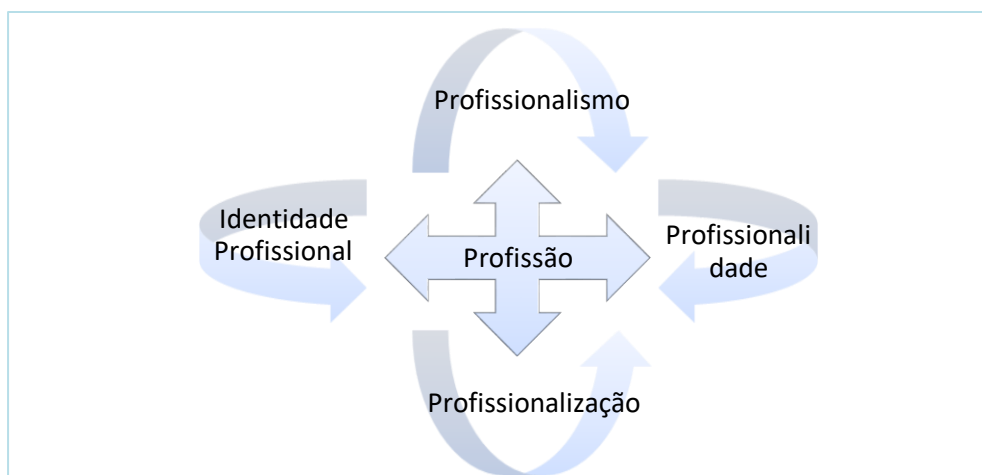 Profissionalismo
Identidade
Profissional
Profissão
Profissionali
dade
Profissionalização